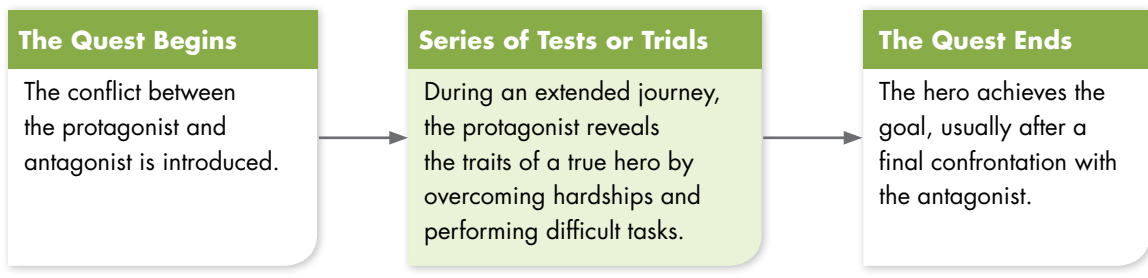 The Quest Begins
The conflict between
the protagonist and
antagonist is introduced.
Series of Tests or Trials
During an extended journey,
the protagonist reveals
the traits of a true hero by
overcoming hardships and
performing difficult tasks.
The Quest Ends
The hero achieves the
goal, usually after a
final confrontation with
the antagonist.